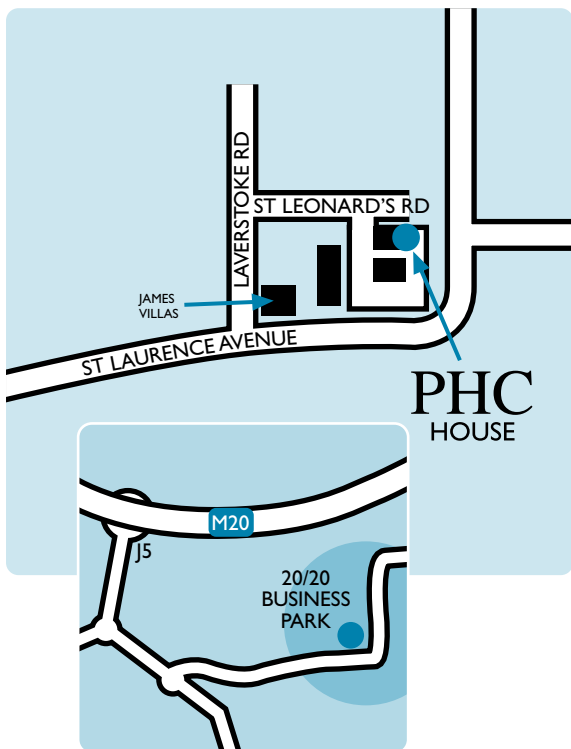 LAVERSTOKE RD
ST LEONARD'S RD
JAMES
VILLAS
ST LAURENCE AVENUE
PHC
HOUSE
M20
J5
20/20
BUSINESS
PARK